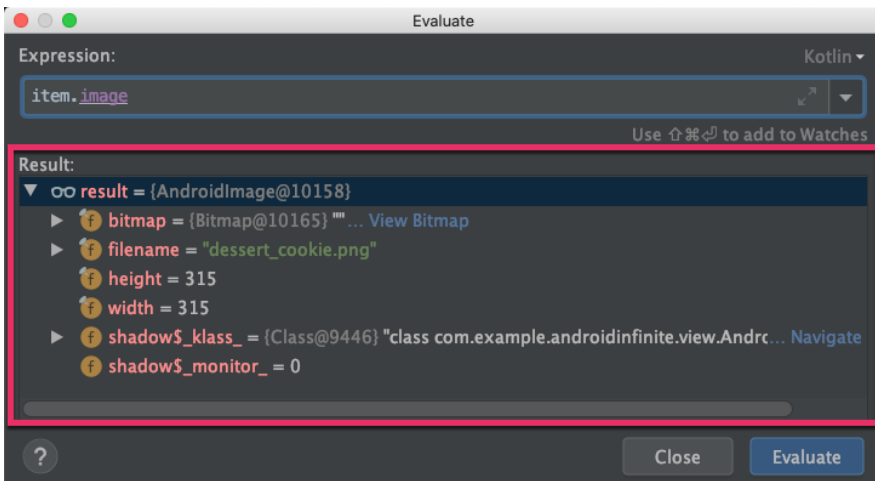 Evaluate
Expression:
Kotlin
item.image
Use ⇧⌘⏎ to add to Watches
Result:
result = {AndroidImage@10158}
f bitmap = {Bitmap@10165} ""... View Bitmap
f filename = "dessert_cookie.png"
f height = 315
f width = 315
f shadow$_klass_ = {Class@9446} "class com.example.androidinfinite.view.Andrc... Navigate
f shadow$_monitor_ = 0
? Close Evaluate